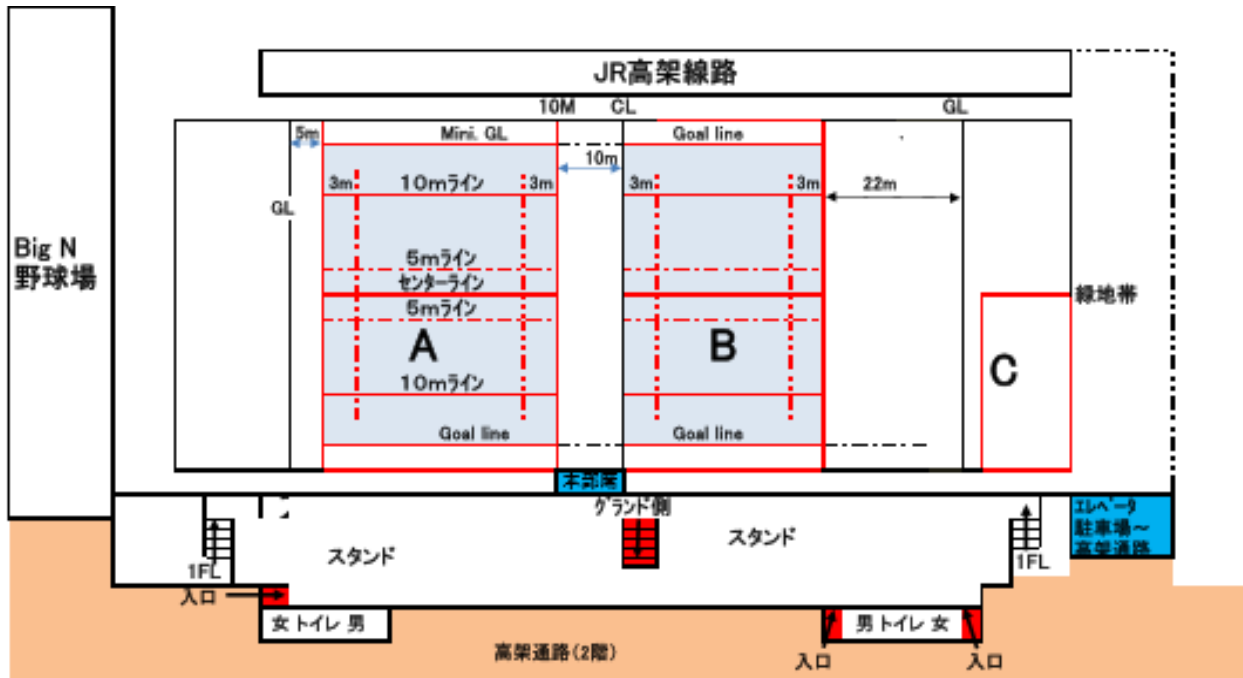 JR高架線路
10M
CL
GL
5m
Mini. GL
Goal line
10m
3m
10mライン
3m
3m
3m
22m
GL
Big N
野球場
5mライン
センターライン
5mライン
緑地帯
A
B
C
10mライン
Goal line
Goal line
本部席
グランド側
スタンド
スタンド
1FL
1FL
エレベータ
駐車場~
高架通路
入口
女 トイレ 男
男 トイレ 女
高架通路(2階)
入口
入口